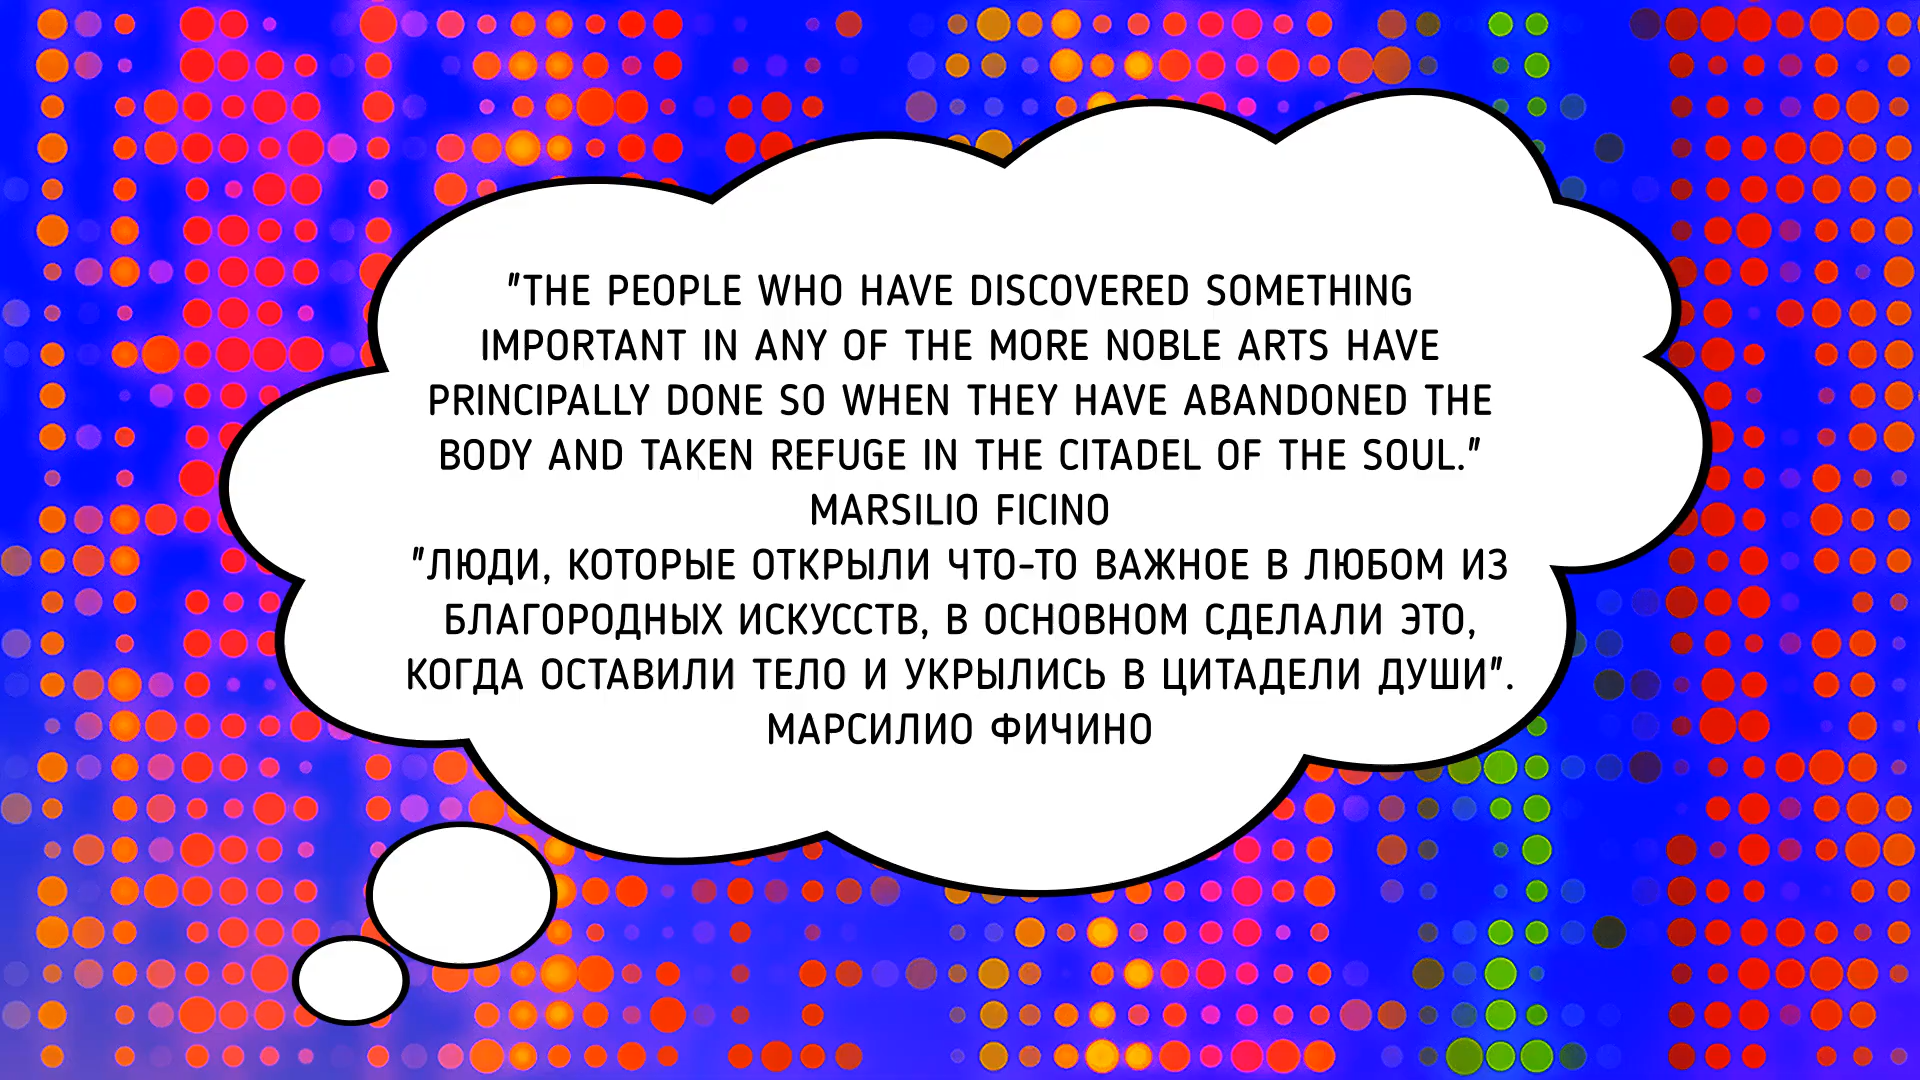 "THE PEOPLE WHO HAVE DISCOVERED SOMETHING
IMPORTANT IN ANY OF THE MORE NOBLE ARTS HAVE
PRINCIPALLY DONE SO WHEN THEY HAVE ABANDONED THE
BODY AND TAKEN REFUGE IN THE CITADEL OF THE SOUL."
MARSILIO FICINO
"ЛЮДИ, КОТОРЫЕ ОТКРЫЛИ ЧТО-ТО ВАЖНОЕ В ЛЮБОМ ИЗ
БЛАГОРОДНЫХ ИСКУССТВ, В ОСНОВНОМ СДЕЛАЛИ ЭТО,
КОГДА ОСТАВИЛИ ТЕЛО И УКРЫЛИСЬ В ЦИТАДЕЛИ ДУШИ".
МАРСИЛИО ФИЧИНО